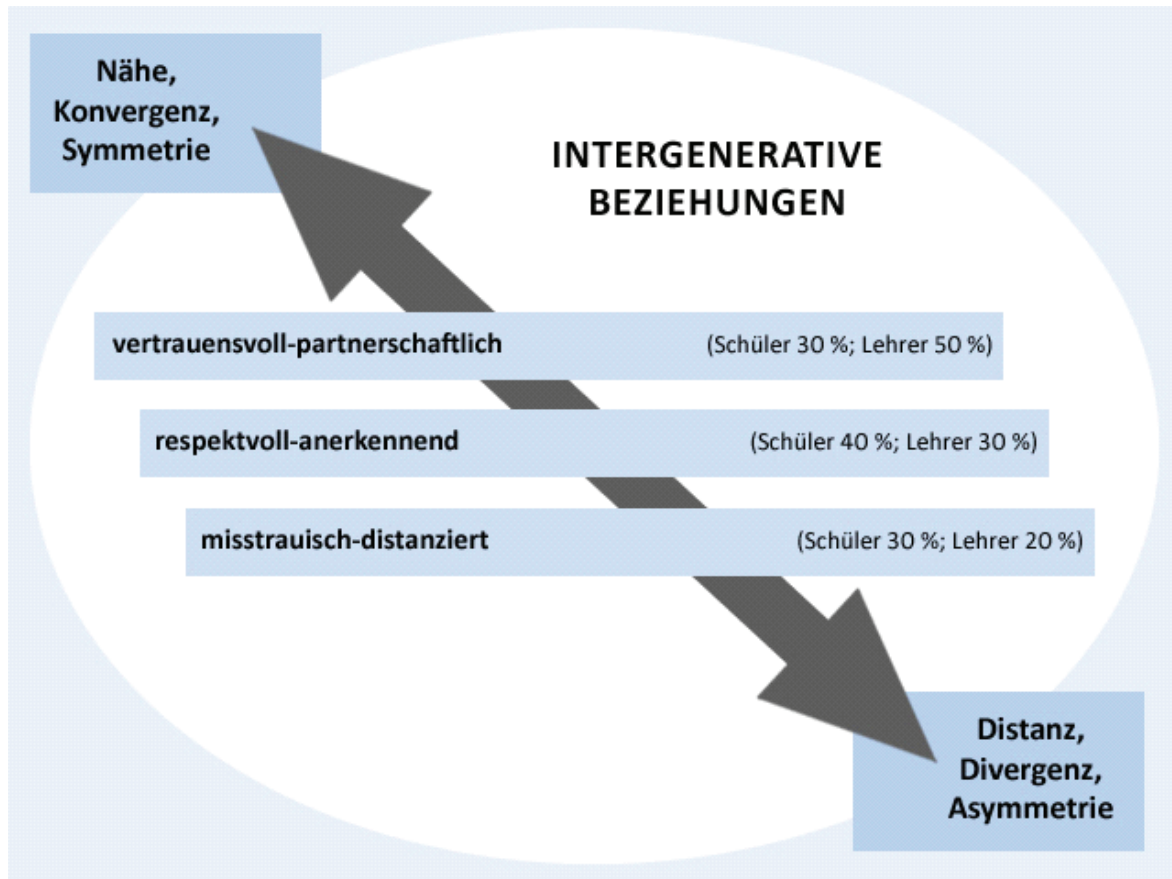 Nähe,
Konvergenz,
Symmetrie
INTERGENERATIVE
BEZIEHUNGEN
vertrauensvoll-partnerschaftlich (Schüler 30 %; Lehrer 50 %)
respektvoll-anerkennend (Schüler 40 %; Lehrer 30 %)
misstrauisch-distanziert (Schüler 30 %; Lehrer 20 %)
Distanz,
Divergenz,
Asymmetrie